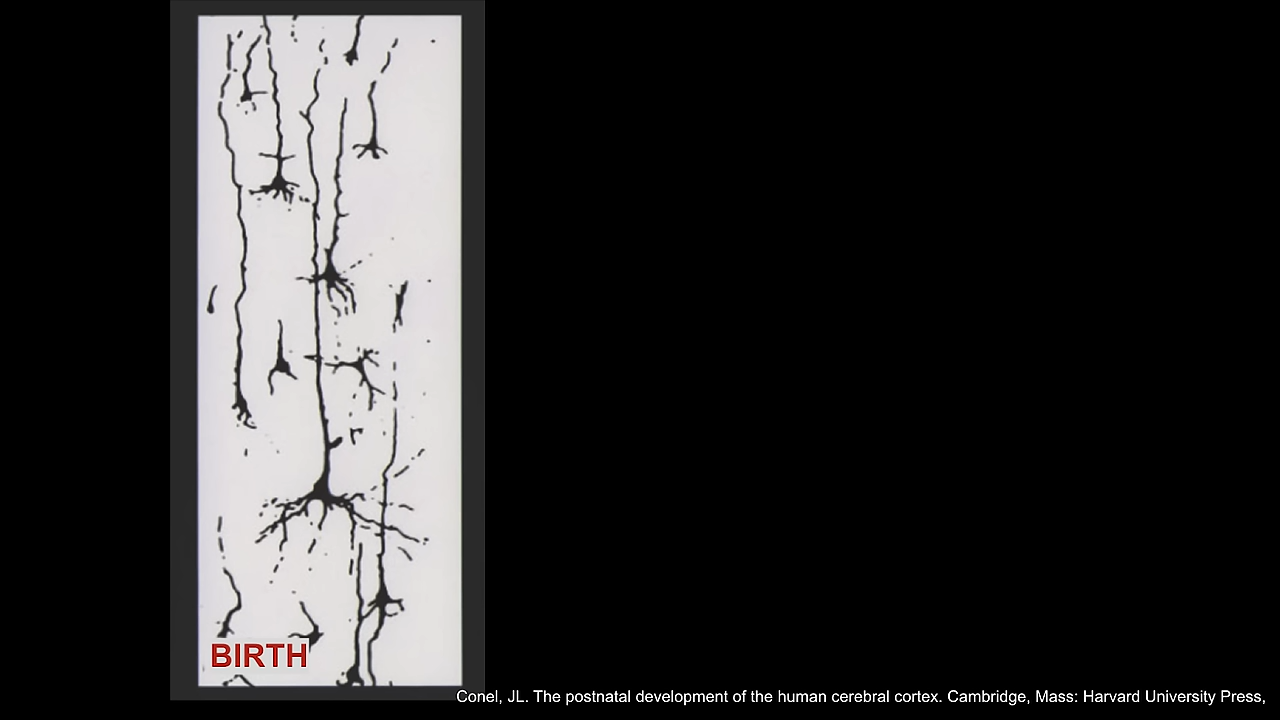 BIRTH
Conel, JL. The postnatal development of the human cerebral cortex. Cambridge, Mass: Harvard University Press,